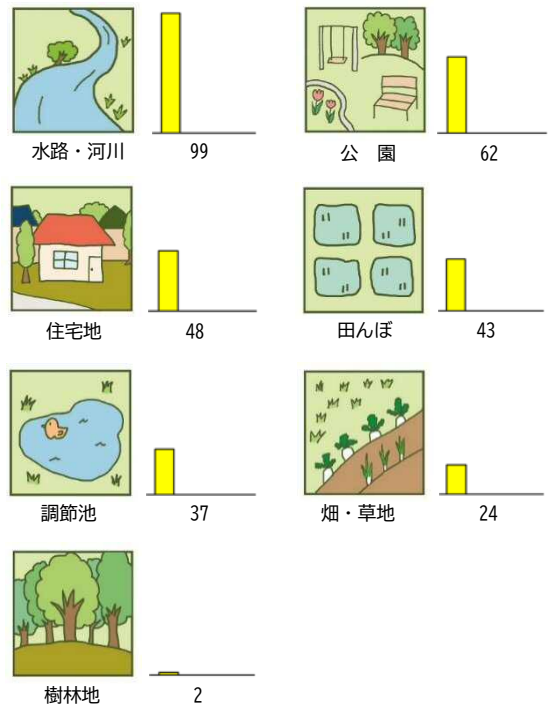 水路・河川 99
公　園 62
住宅地 48
田んぼ 43
調節池 37
畑・草地 24
樹林地 2